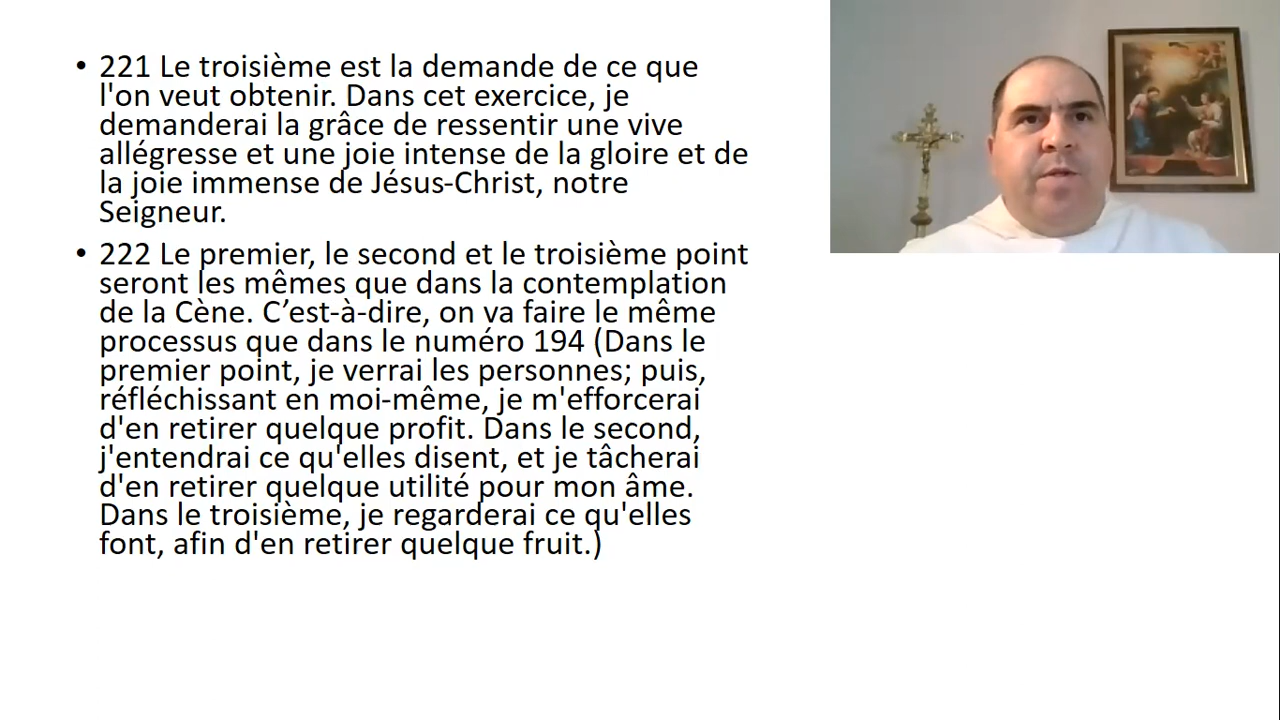 • 221 Le troisième est la demande de ce que
l'on veut obtenir. Dans cet exercice, je
demanderai la grâce de ressentir une vive
allégresse et une joie intense de la gloire et de
la joie immense de Jésus-Christ, notre
Seigneur.
• 222 Le premier, le second et le troisième point
seront les mêmes que dans la contemplation
de la Cène. C’est-à-dire, on va faire le même
processus que dans le numéro 194 (Dans le
premier point, je verrai les personnes; puis,
réfléchissant en moi-même, je m'efforcerai
d'en retirer quelque profit. Dans le second,
j'entendrai ce qu'elles disent, et je tâcherai
d'en retirer quelque utilité pour mon âme.
Dans le troisième, je regarderai ce qu'elles
font, afin d'en retirer quelque fruit.)